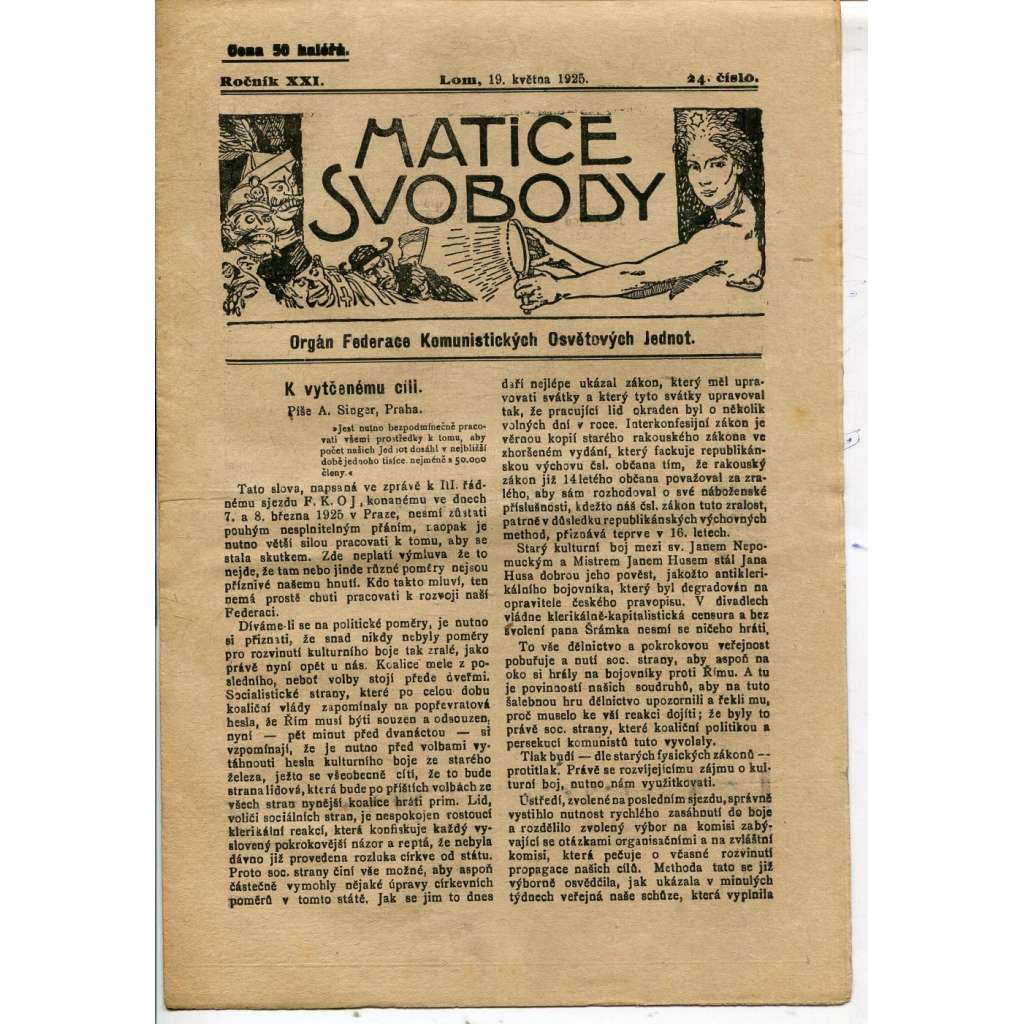 Cena 50 haléřů.
Ročník XXI.
Lom, 19. května 1925.
24. číslo.
MATICE
SVOBODY
Orgán Federace Komunistických Osvětových Jednot.
K vytčenému cíli.
Píše A. Singer, Praha.
»Jest nutno bezpodmínečně praco-
vati všemi prostředky k tomu, aby
počet našich Jednot dosáhl v nejbližší
době jednoho tisíce, nejméně s 50.000
členy.«
Tato slova, napsaná ve zprávě k III. řád-
nému sjezdu F. K. O J, konanému ve dnech
7. a 8. března 1925 v Praze, nesmí zůstati
pouhým nesplnitelným přáním, naopak je
nutno větší silou pracovati k tomu, aby se
stala skutkem. Zde neplatí výmluva že to
nejde, že tam nebo jinde různé poměry nejsou
příznivé našemu hnutí. Kdo takto mluví, ten
nemá prostě chuti pracovati k rozvoji naší
Federaci.
Díváme-li se na politické poměry, je nutno
si přiznati, že snad nikdy nebyly poměry
pro rozvinutí kulturního boje tak zralé, jako
právě nyní opět u nás. Koalice mele z po-
sledního, neboť volby stojí přede dveřmi.
Socialistické strany, které po celou dobu
koaliční vlády zapomínaly na popřevratová
hesla, že Řím musí býti souzen a odsouzen,
nyní — pět minut před dvanáctou — si
vzpomínají, že je nutno před volbami vy-
táhnouti hesla kulturního boje ze starého
železa, ježto se všeobecně cítí, že to bude
strana lidová, která bude po příštích volbách ze
všech stran nynější koalice hráti prim. Lid,
voliči sociálních stran, je nespokojen rostoucí
klerikální reakcí, která konfiskuje každý vy-
slovený pokrokovější názor a reptá, že nebyla
dávno již provedena rozluka církve od státu.
Proto soc. strany činí vše možné, aby aspoň
částečně vymohly nějaké úpravy církevních
poměrů v tomto státě. Jak se jim to dnes
daří nejlépe ukázal zákon, který měl upra-
vovati svátky a který tyto svátky upravoval
tak, že pracující lid okraden byl o několik
volných dní v roce. Interkonfesijní zákon je
věrnou kopií starého rakouského zákona ve
zhoršeném vydání, který fackuje republikán-
skou výchovu čsl. občana tím, že rakouský
zákon již 14letého občana považoval za zra-
lého, aby sám rozhodoval o své náboženské
příslušnosti, kdežto náš čsl. zákon tuto zralost,
patrně v důsledku republikánských výchovných
method, přiznává teprve v 16. letech.
Starý kulturní boj mezi sv. Janem Nepo-
muckým a Mistrem Janem Husem stál Jana
Husa dobrou jeho pověst, jakožto antikleri-
kálního bojovníka, který byl degradován na
opravitele českého pravopisu. V divadlech
vládne klerikálně-kapitalistická censura a bez
svolení pana Šrámka nesmí se ničeho hráti.
To vše dělnictvo a pokrokovou veřejnost
pobuřuje a nutí soc. strany, aby aspoň na
oko si hrály na bojovníky proti Římu. A tu
je povinností našich soudruhů, aby na tuto
šalebnou hru dělnictvo upozornili a řekli mu,
proč muselo ke vší reakci dojíti; že byly to
právě soc. strany, které koaliční politikou a
persekucí komunistů tuto vyvolaly.
Tlak budí — dle starých fysických zákonů —
protitlak. Právě se rozvíjejícímu zájmu o kul-
turní boj, nutno nám využitkovati.
Ústředí, zvolené na posledním sjezdu, správně
vystihlo nutnost rychlého zasáhnutí do boje
a rozdělilo zvolený výbor na komisi zabý-
vající se otázkami organisačními a na zvláštní
komisi, která pečuje o včasné rozvinutí
propagace našich cílů. Methoda tato se již
výborně osvědčila, jak ukázala v minulých
týdnech veřejná naše schůze, která vyplnila